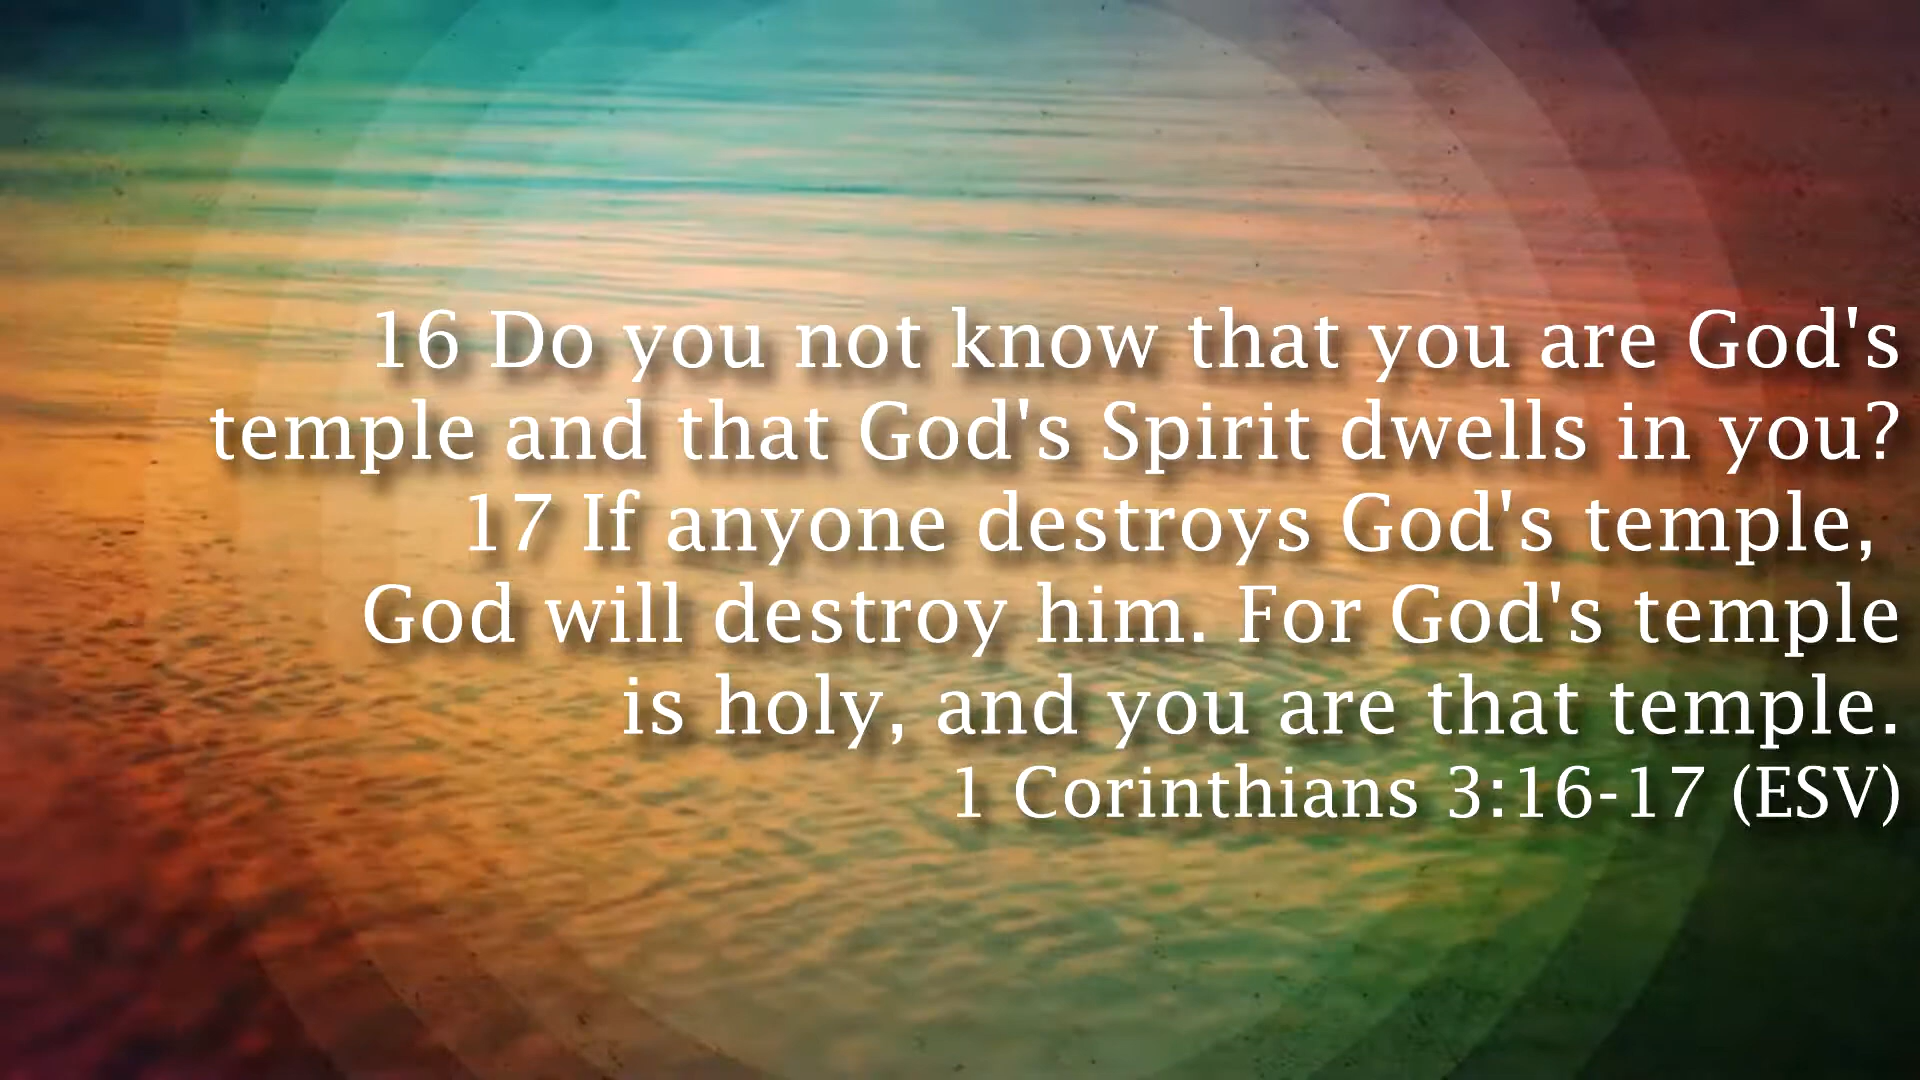 16 Do you not know that you are God's
temple and that God's Spirit dwells in you?
17 If anyone destroys God's temple,
God will destroy him. For God's temple
is holy, and you are that temple.
1 Corinthians 3:16-17 (ESV)